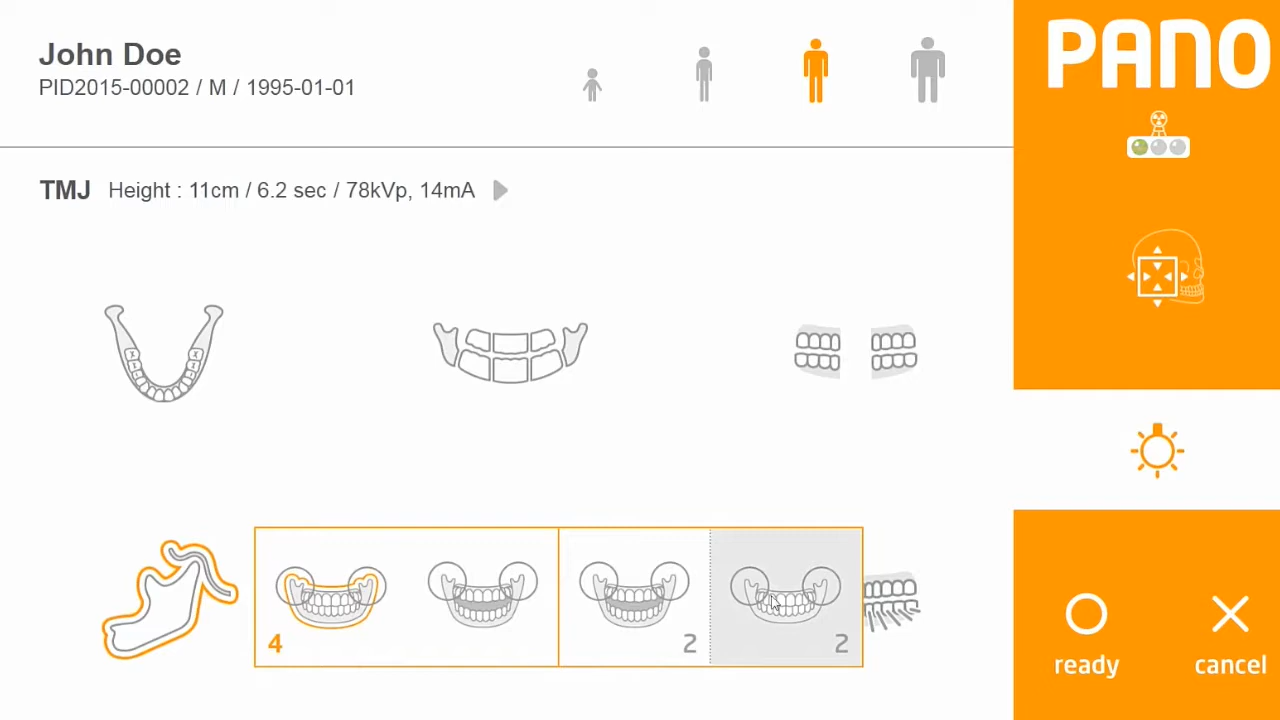 John Doe
PID2015-00002 / M / 1995-01-01
PANO
TMJ Height : 11cm / 6.2 sec / 78kVp, 14mA
4 2 2
ready cancel